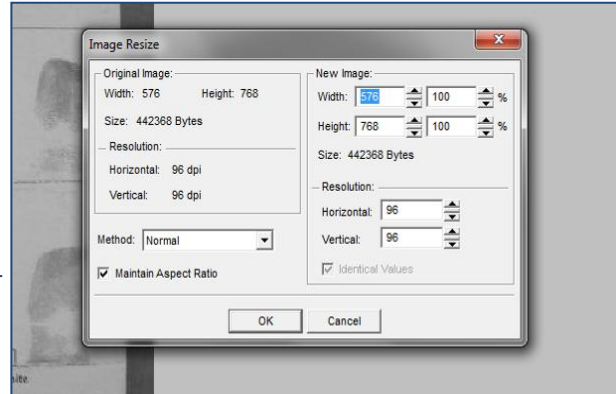 Image Resize
Original Image:
Width: 576 Height: 768
Size: 442368 Bytes
Resolution:
Horizontal: 96 dpi
Vertical: 96 dpi
Method: Normal
Maintain Aspect Ratio
New Image:
Width: 576 100 %
Height: 768 100 %
Size: 442368 Bytes
Resolution:
Horizontal: 96
Vertical: 96
Identical Values
OK Cancel